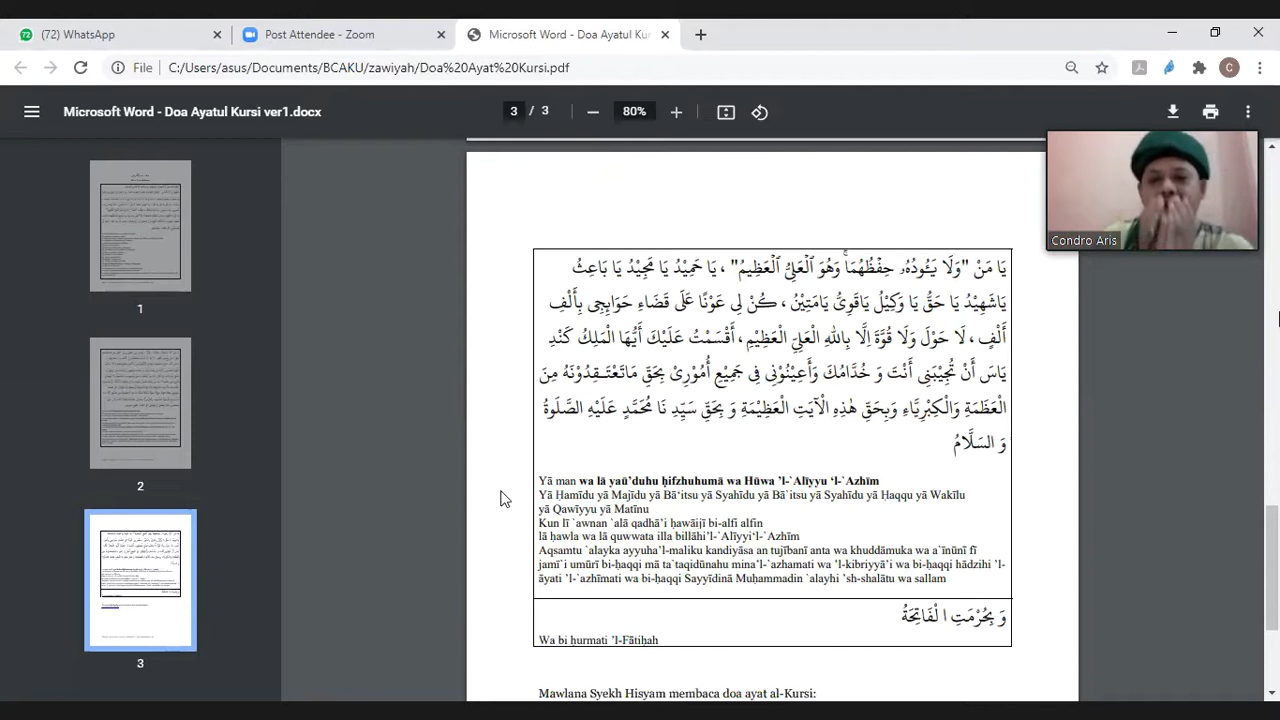 (72) WhatsApp
Post Attendee - Zoom
Microsoft Word - Doa Ayatul Kur
File
C:/Users/asus/Documents/BCAKU/zawiyah/Doa%20Ayat%20Kursi.pdf
C
Microsoft Word - Doa Ayatul Kursi ver1.docx
3 / 3
80%
1
2
3
Condro Aris
يَا مَنْ "وَلَا يَـُٔودُهُۥ حِفْظُهُمَاۚ وَهُوَ ٱلْعَلِيُّ ٱلْعَظِيمُ" ، يَا حَمِيْدُ يَا مَجِيْدُ يَا بَاعِثُ
يَاشَهِيْدُ يَا حَقُّ يَا وَكِيْلُ يَاقَوِىُّ يَامَتِيْنُ ، كُنْ لِى عَوْنًا عَلَى قَضَاءِ حَوَايِجِى بِأَلْفِ
أَلْفِ، لَا حَوْلَ وَلَا قُوَّةَ اِلَّا بِاللهِ الْعَلِيِّ الْعَظِيْمِ، أَقْسَمْتُ عَلَيْكَ أَيُّهَا الْمَلِكُ كَنْدِ
يَاسَ أَنْ تُجِيْبَنِى أَنْتَ وَ خُدَّامُكَ وَأَعِيْنُوْنِى فِى جَمِيْعِ أُمُوْرِىْ بِحَقِّ مَاتَعْتَـقِدُوْنَهُ مِنَ
الْعَظَمَةِ وَالْكِبْرِيَّاءِ وَبِحَقِّ هٰذِهِ الْآيَتِ الْعَظِيْمَةِ وَ بِحَقِّ سَيِّدِ نَا مُحَمَّدٍ عَلَيْهِ الصَّلَوةُ
وَ السَلَّامُ
Yā man wa lā yaū'duhu ḥifzhuhumā wa Hūwa 'l-`Alīyyu 'l-`Azhīm
Yā Ḥamīdu yā Majīdu yā Bā'itsu yā Syahīdu yā Bā`itsu yā Syahīdu yā Ḥaqqu yā Wakīlu
yā Qawīyyu yā Matīnu
Kun lī `awnan `alā qadhā'i ḥawāijī bi-alfi alfin
lā ḥawla wa lā quwwata illa billāhi'l-`Alīyyi'l-`Azhīm
Aqsantu `alayka ayyuha'l-maliku kandiyāsa an tujībanī anta wa khuddāmuka wa a`īnūnī fī
jamī`i umūrī bi-ḥaqqi mā ta`taqidūnahu mina'l-`azhamati wa 'l-kibriyyā'i wa bi-ḥaqqi hādzihi 'l-
āyati 'l-`azhīmati wa bi-ḥaqqi Sayyīdinā Muḥammadin `alayhi 'sh-shalātu wa sallam
وَ بِحُرْمَتِ ا لْفَاتِحَةُ
Wa bi ḥurmati 'l-Fātiḥah
Mawlana Syekh Hisyam membaca doa ayat al-Kursi: